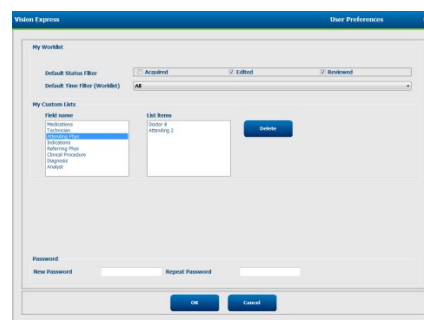 Vision Express User Preferences
My Worklist
Default Status Filter Acquired Edited Reviewed
Default Time Filter (Worklist) All
My Custom Lists
Field name List Items
Medications
Technician
Attending Phys
Indications
Referring Phys
Clinical Procedure
Diagnosis
Analyst
Doctor B
Attending 2
Delete
Password
New Password Repeat Password
OK Cancel